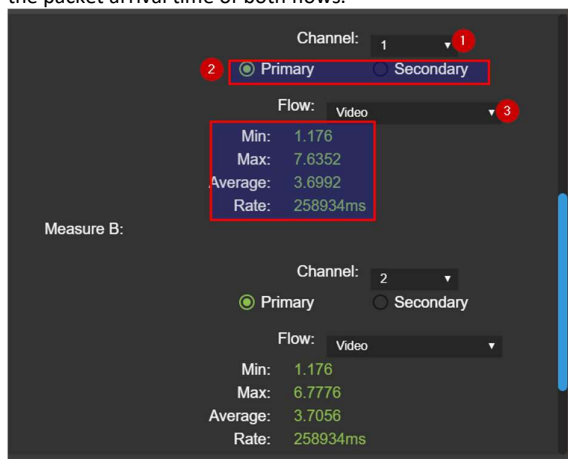 the packet arrival time of both flows.
Channel: 1 ▼ 1
2 Primary Secondary
Flow: Video ▼ 3
Min: 1.176
Max: 7.6352
Average: 3.6992
Rate: 258934ms
Measure B:
Channel: 2 ▼
Primary Secondary
Flow: Video ▼
Min: 1.176
Max: 6.7776
Average: 3.7056
Rate: 258934ms